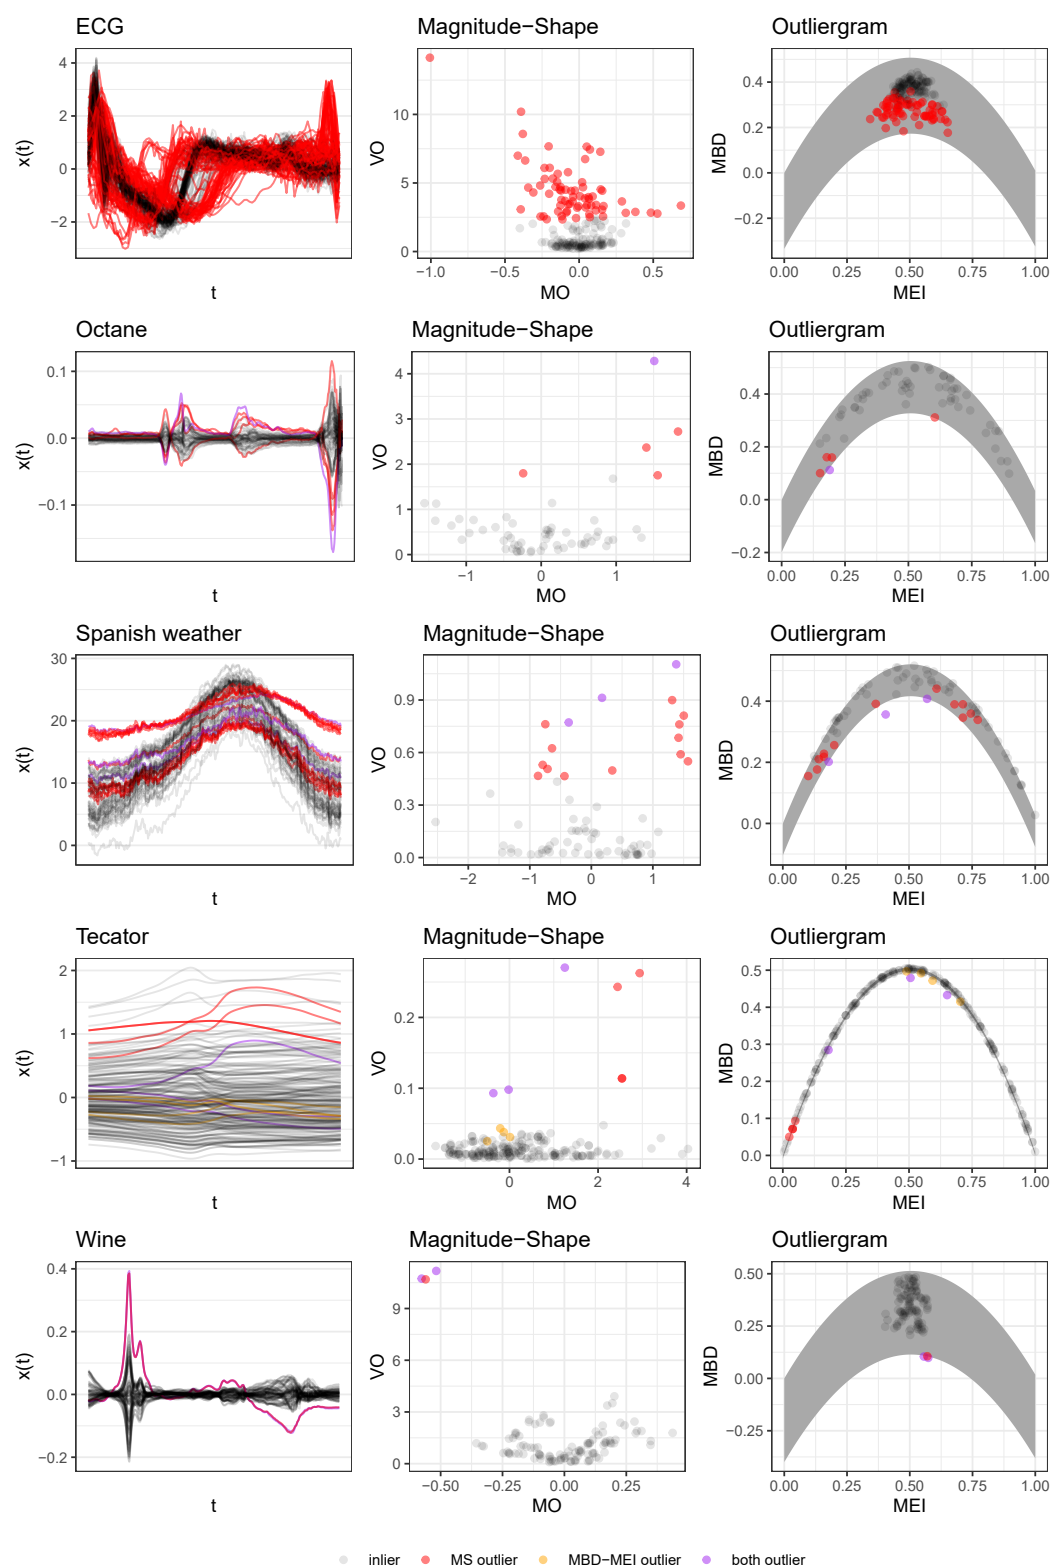 ECG Magnitude−Shape Outliergram
4
2
0
−2
x(t)
t
10
5
0
VO
−1.0 −0.5 0.0 0.5
MO
0.4
0.2
0.0
−0.2
MBD
0.00 0.25 0.50 0.75 1.00
MEI
Octane Magnitude−Shape Outliergram
0.1
0.0
−0.1
x(t)
t
4
3
2
1
0
VO
−1 0 1
MO
0.4
0.2
0.0
−0.2
MBD
0.00 0.25 0.50 0.75 1.00
MEI
Spanish weather Magnitude−Shape Outliergram
30
20
10
0
x(t)
t
0.9
0.6
0.3
0.0
VO
−2 −1 0 1
MO
0.4
0.2
0.0
MBD
0.00 0.25 0.50 0.75 1.00
MEI
Tecator Magnitude−Shape Outliergram
2
1
0
−1
x(t)
t
0.2
0.1
0.0
VO
0 2 4
MO
0.5
0.4
0.3
0.2
0.1
0.0
MBD
0.00 0.25 0.50 0.75 1.00
MEI
Wine Magnitude−Shape Outliergram
0.4
0.2
0.0
−0.2
x(t)
t
9
6
3
0
VO
−0.50 −0.25 0.00 0.25
MO
0.50
0.25
0.00
−0.25
MBD
0.00 0.25 0.50 0.75 1.00
MEI
inlier MS outlier MBD−MEI outlier both outlier